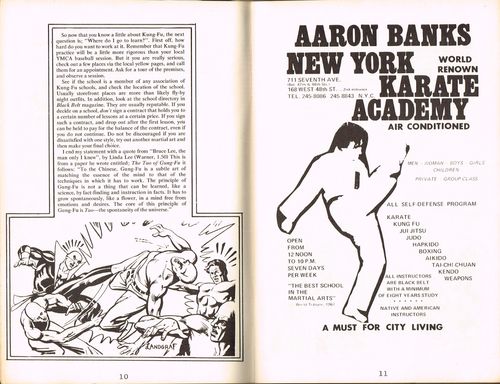 So now that you know a little about Kung-Fu, the next
question is; "Where do I go to learn?". First off, how
hard do you want to work at it. Remember that Kung-Fu
practice will be a little more rigorous than your local
YMCA baseball session. But it you are really serious,
check out a few places via the local yellow pages, and call
them for an appointment. Ask for a tour of the premises,
and observe a session.
See if the school is a member of any association of
Kung-Fu schools, and check the location of the school.
Usually storefront places are more than likely fly-by
night outfits. In addition, look at the school directory in
Black Belt magazine. They are usually reputable. If you
decide on a school, don't sign a contract that holds you to
a certain number of lessons at a certain price. If you sign
such a contract, and drop out after the first lesson, you
can be held to pay for the balance of the contract, even if
you do not continue. Do not be discouraged if you are
dissatisfied with one style, try out another martial art and
then make your final choice.
I end my statement with a quote from "Bruce Lee, the
man only I knew", by Linda Lee (Warner, 1.50) This is
from a paper he wrote entitled; The Tao of Gung-Fu it
follows: "To the Chinese, Gung-Fu is a subtle art of
matching the essence of the mind to that of the
techniques in which it has to work. The principle of
Gung-Fu is not a thing that can be learned, like a
science, by fact finding and instruction in facts. It has to
grow spontaneously, like a flower, in a mind free from
emotions and desires. The core of this principle of
Gung-Fu is Tao—the spontaneity of the universe."
LANDGRAF
10
AARON BANKS
NEW YORK
WORLD
RENOWN
KARATE
ACADEMY
711 SEVENTH AVE.
168 WEST 48th ST.
TEL. 245-8086 245-8843 N.Y.C.
AIR CONDITIONED
MEN - WOMAN - BOYS - GIRLS
CHILDREN
PRIVATE GROUP CLASS
ALL SELF DEFENSE PROGRAM
KARATE
KUNG FU
JUI JITSU
JUDO
HAPKIDO
BOXING
AIKIDO
TAI-CHI CHUAN
KENDO
WEAPONS
OPEN
FROM
12 NOON
TO 10 P.M.
SEVEN DAYS
PER WEEK
"THE BEST SCHOOL
IN THE
MARTIAL ARTS"
ALL INSTRUCTORS
ARE BLACK BELT
WITH A MINIMUM
OF EIGHT YEARS STUDY
NATIVE AND AMERICAN
INSTRUCTORS
A MUST FOR CITY LIVING
11